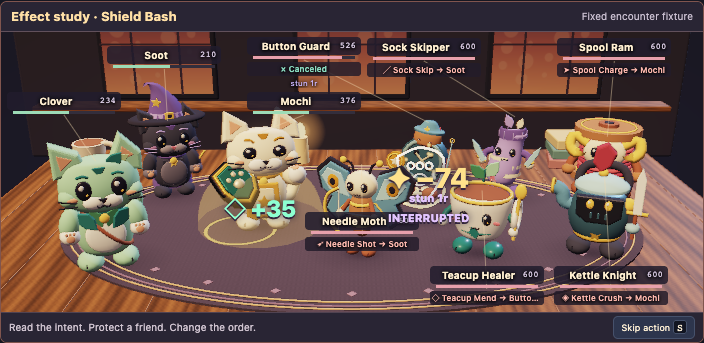 Effect study · Shield Bash
Fixed encounter fixture
Soot 210
Button Guard 526
× Canceled
stun 1r
Sock Skipper 600
Sock Skip → Soot
Spool Ram 600
Spool Charge → Mochi
Clover 234
Mochi 376
-74
stun 1r
INTERRUPTED
+35
Needle Moth
Needle Shot → Soot
Teacup Healer 600
Teacup Mend → Butto...
Kettle Knight 600
Kettle Crush → Mochi
Read the intent. Protect a friend. Change the order.
Skip action S